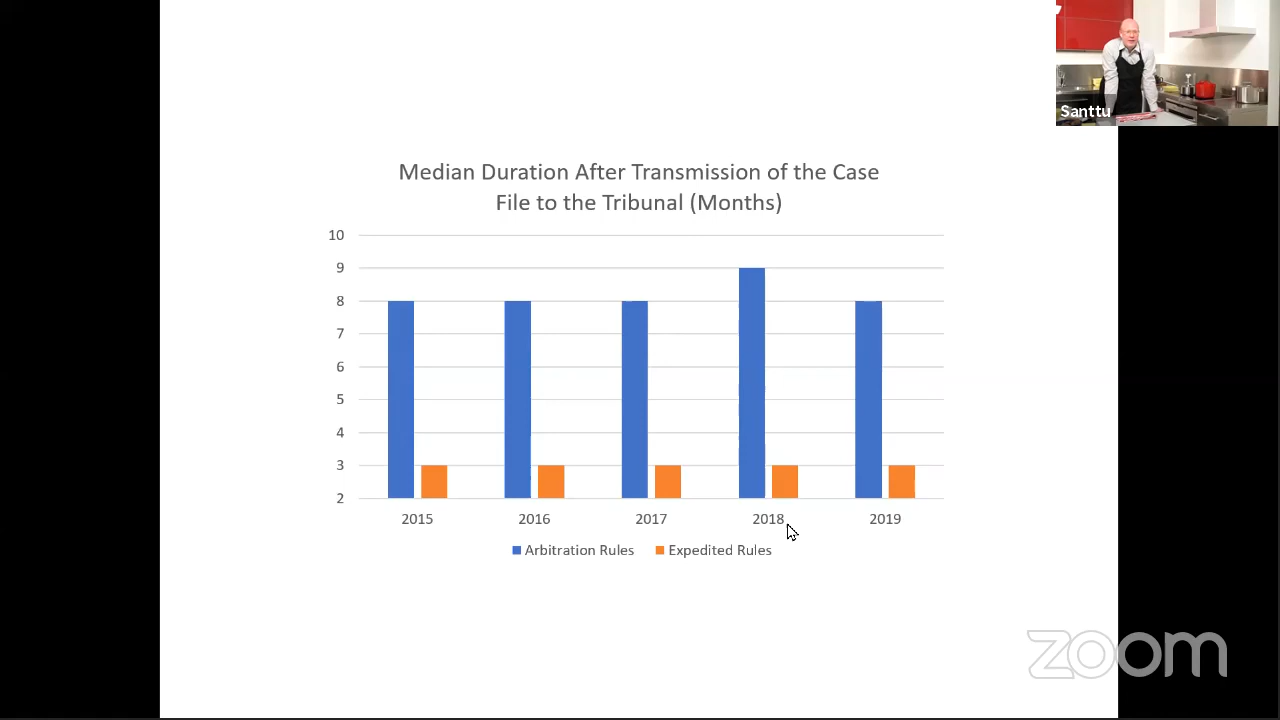 Santtu
Median Duration After Transmission of the Case
File to the Tribunal (Months)
10
9
8
7
6
5
4
3
2
2015 2016 2017 2018 2019
Arbitration Rules Expedited Rules
zoom